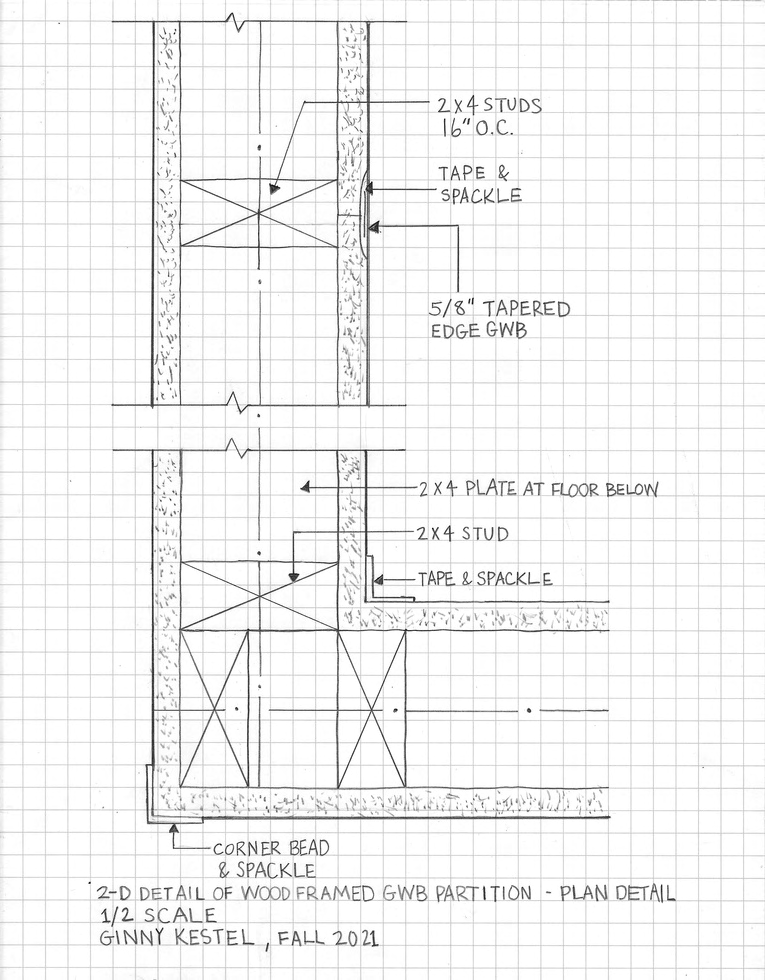 2X4 STUDS
16" O.C.
TAPE &
SPACKLE
5/8" TAPERED
EDGE GWB
2X4 PLATE AT FLOOR BELOW
2X4 STUD
TAPE & SPACKLE
CORNER BEAD
& SPACKLE
2-D DETAIL OF WOOD FRAMED GWB PARTITION - PLAN DETAIL
1/2 SCALE
GINNY KESTEL, FALL 2021